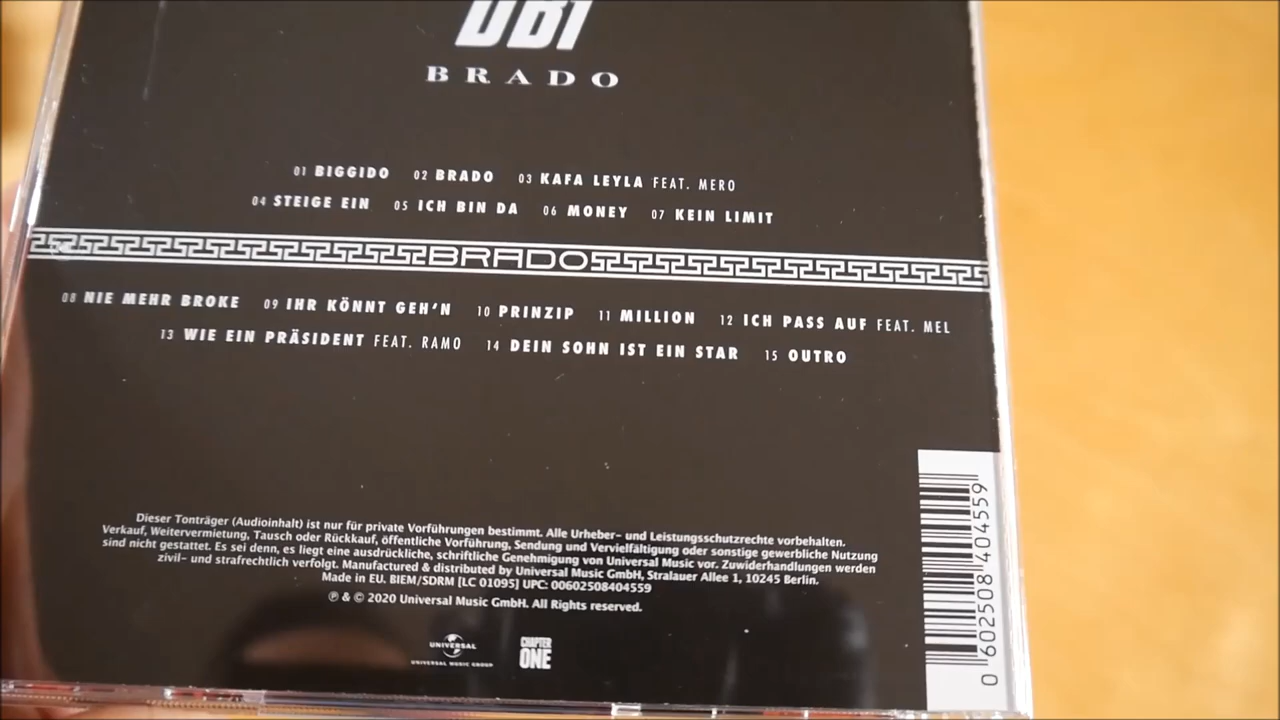 BRADO
01 BIGGIDO 02 BRADO 03 KAFA LEYLA FEAT. MERO
04 STEIGE EIN 05 ICH BIN DA 06 MONEY 07 KEIN LIMIT
BRADO
08 NIE MEHR BROKE 09 IHR KÖNNT GEH'N 10 PRINZIP 11 MILLION 12 ICH PASS AUF FEAT. MEL
13 WIE EIN PRÄSIDENT FEAT. RAMO 14 DEIN SOHN IST EIN STAR 15 OUTRO
Dieser Tonträger (Audioinhalt) ist nur für private Vorführungen bestimmt. Alle Urheber- und Leistungsschutzrechte vorbehalten.
Verkauf, Weitervermietung, Tausch oder Rückkauf, öffentliche Vorführung, Sendung und Vervielfältigung oder sonstige gewerbliche Nutzung
sind nicht gestattet. Es sei denn, es liegt eine ausdrückliche, schriftliche Genehmigung von Universal Music vor. Zuwiderhandlungen werden
zivil- und strafrechtlich verfolgt. Manufactured & distributed by Universal Music GmbH, Stralauer Allee 1, 10245 Berlin.
Made in EU. BIEM/SDRM [LC 01095] UPC: 00602508404559
℗ & © 2020 Universal Music GmbH. All Rights reserved.
UNIVERSAL
UNIVERSAL MUSIC GROUP
CHAPTER
ONE
0 602508 404559